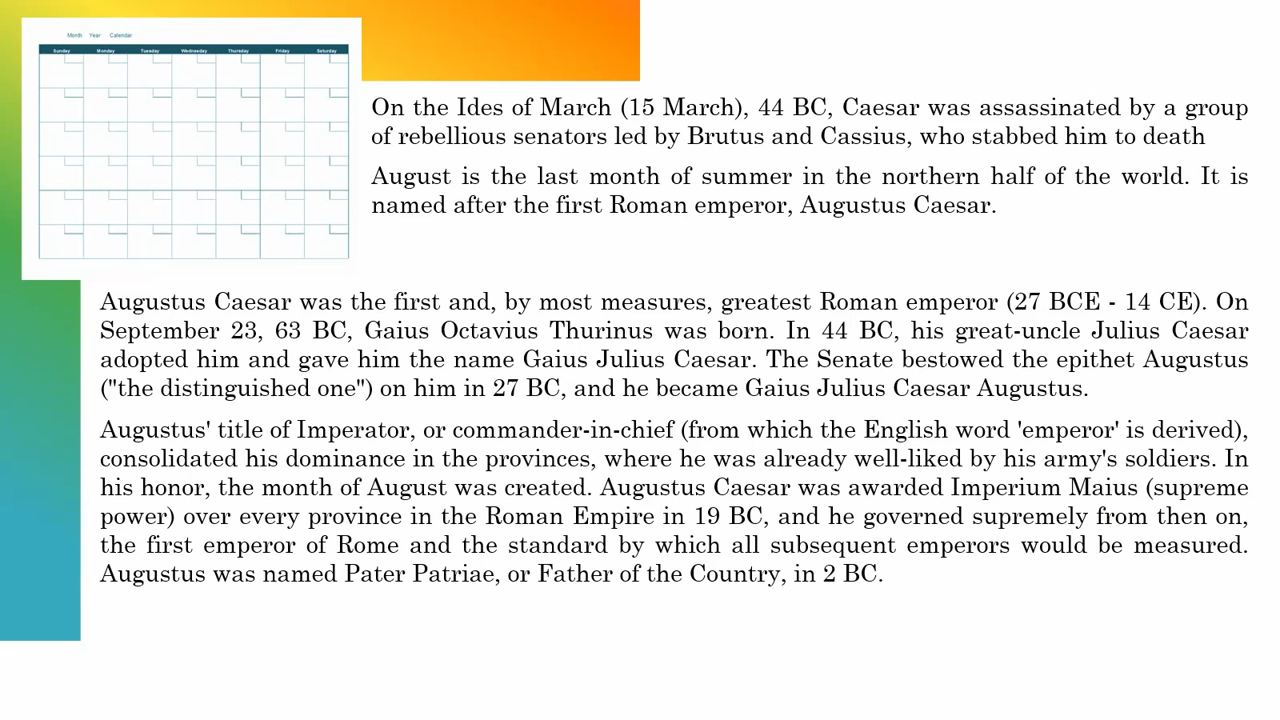 Month Year Calendar
Sunday Monday Tuesday Wednesday Thursday Friday Saturday
On the Ides of March (15 March), 44 BC, Caesar was assassinated by a group
of rebellious senators led by Brutus and Cassius, who stabbed him to death
August is the last month of summer in the northern half of the world. It is
named after the first Roman emperor, Augustus Caesar.
Augustus Caesar was the first and, by most measures, greatest Roman emperor (27 BCE - 14 CE). On
September 23, 63 BC, Gaius Octavius Thurinus was born. In 44 BC, his great-uncle Julius Caesar
adopted him and gave him the name Gaius Julius Caesar. The Senate bestowed the epithet Augustus
("the distinguished one") on him in 27 BC, and he became Gaius Julius Caesar Augustus.
Augustus' title of Imperator, or commander-in-chief (from which the English word 'emperor' is derived),
consolidated his dominance in the provinces, where he was already well-liked by his army's soldiers. In
his honor, the month of August was created. Augustus Caesar was awarded Imperium Maius (supreme
power) over every province in the Roman Empire in 19 BC, and he governed supremely from then on,
the first emperor of Rome and the standard by which all subsequent emperors would be measured.
Augustus was named Pater Patriae, or Father of the Country, in 2 BC.